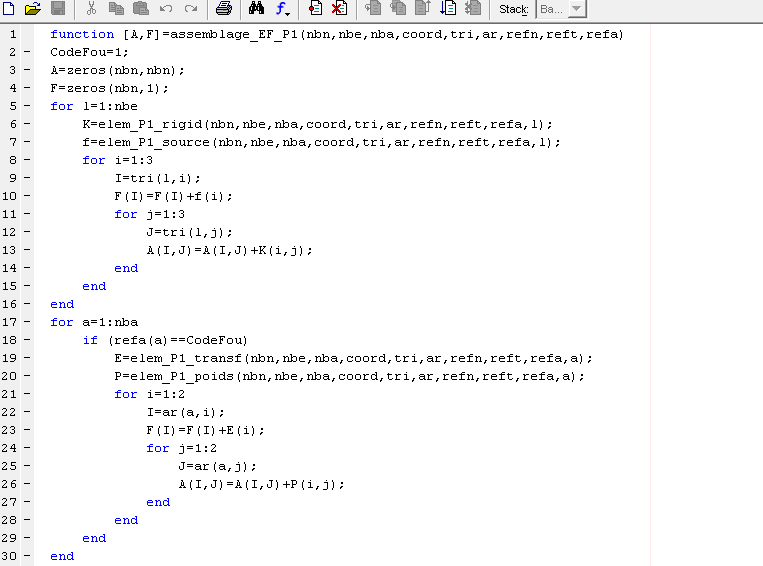 Stack: Ba...
1 - function [A,F]=assemblage_EF_P1(nbn,nbe,nba,coord,tri,ar,refn,reft,refa)
2 - CodeFou=1;
3 - A=zeros(nbn,nbn);
4 - F=zeros(nbn,1);
5 - for l=1:nbe
6 - K=elem_P1_rigid(nbn,nbe,nba,coord,tri,ar,refn,reft,refa,l);
7 - f=elem_P1_source(nbn,nbe,nba,coord,tri,ar,refn,reft,refa,l);
8 - for i=1:3
9 - I=tri(l,i);
10 - F(I)=F(I)+f(i);
11 - for j=1:3
12 - J=tri(l,j);
13 - A(I,J)=A(I,J)+K(i,j);
14 - end
15 - end
16 - end
17 - for a=1:nba
18 - if (refa(a)==CodeFou)
19 - E=elem_P1_transf(nbn,nbe,nba,coord,tri,ar,refn,reft,refa,a);
20 - P=elem_P1_poids(nbn,nbe,nba,coord,tri,ar,refn,reft,refa,a);
21 - for i=1:2
22 - I=ar(a,i);
23 - F(I)=F(I)+E(i);
24 - for j=1:2
25 - J=ar(a,j);
26 - A(I,J)=A(I,J)+P(i,j);
27 - end
28 - end
29 - end
30 - end